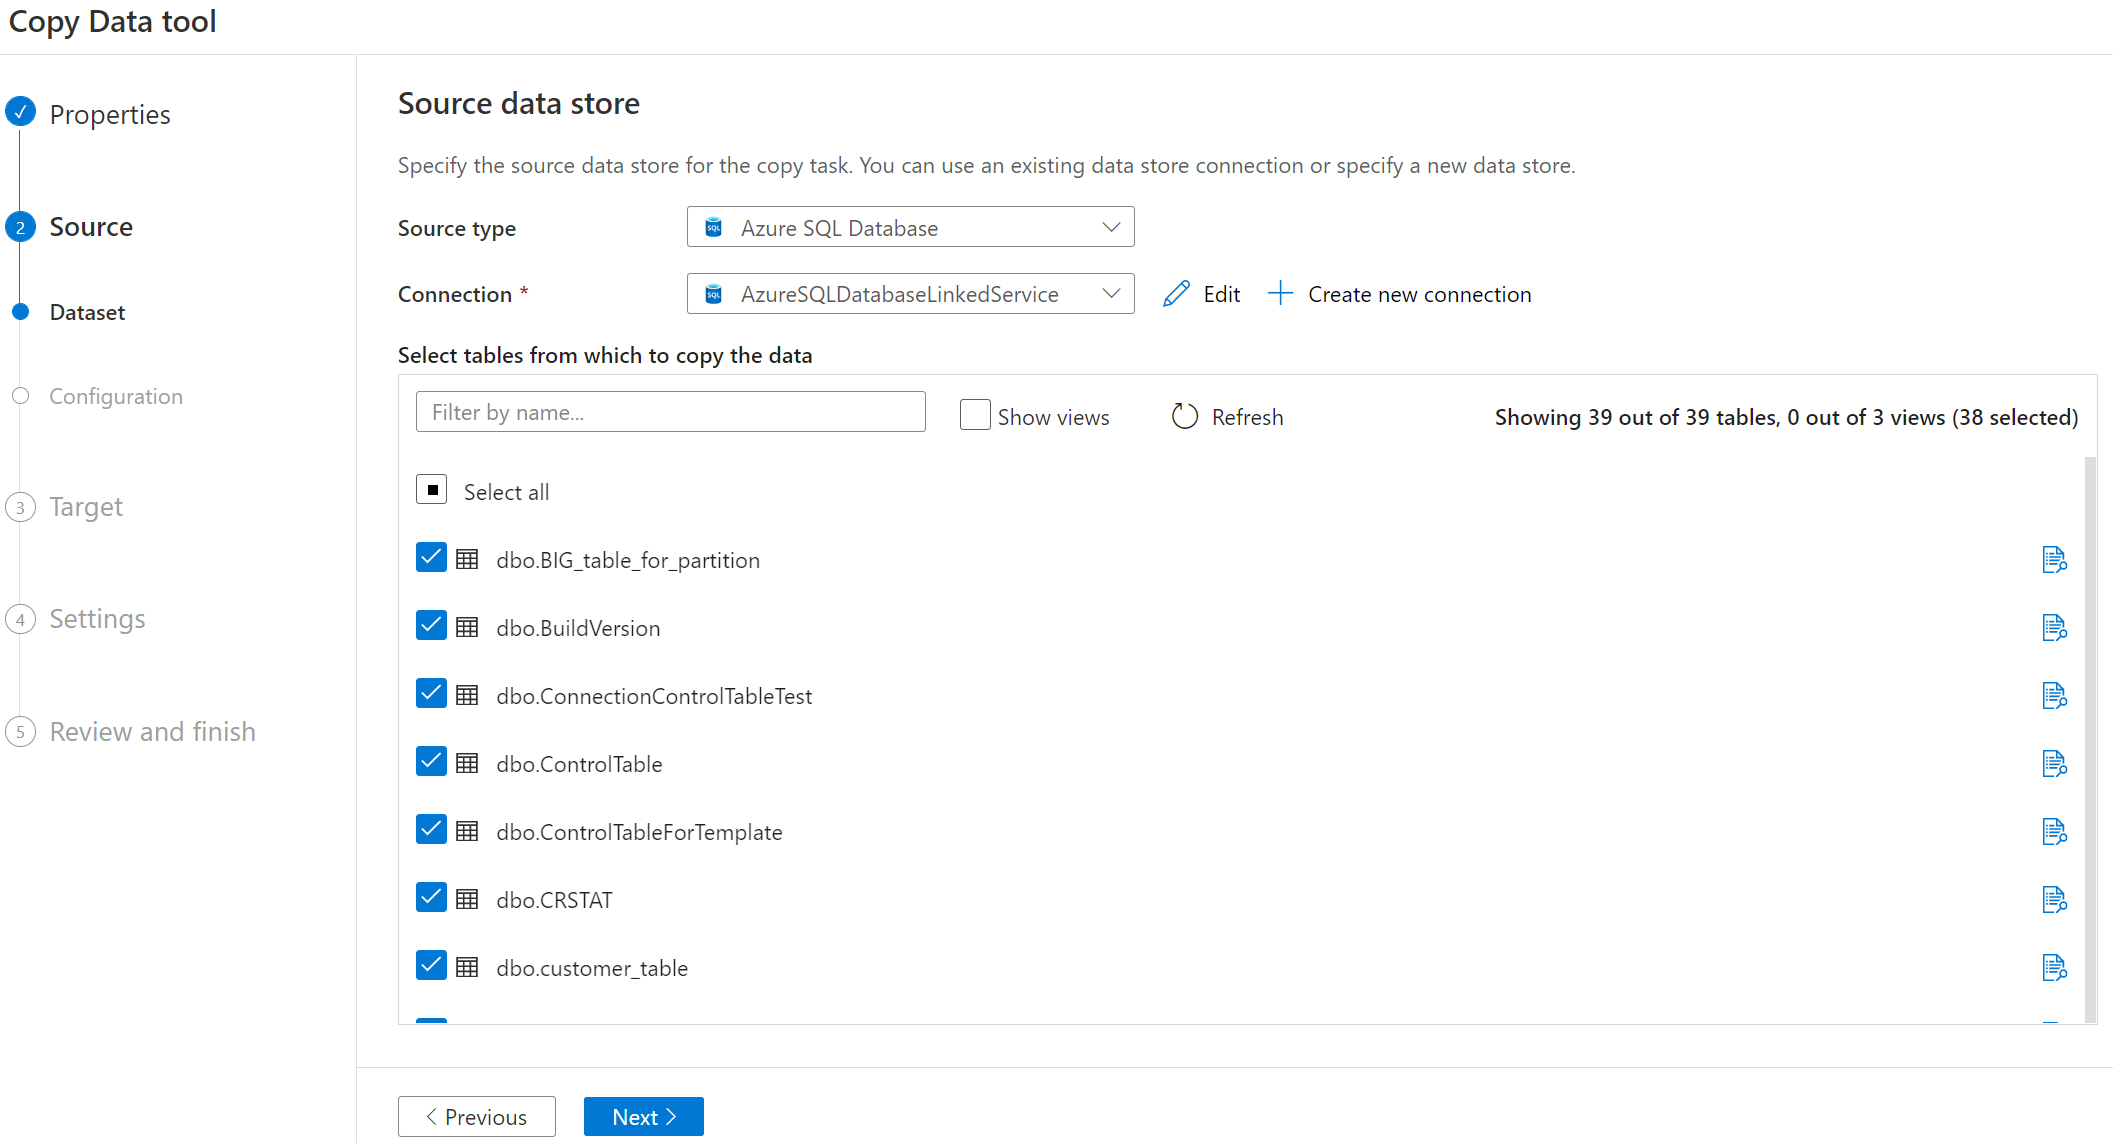 Copy Data tool
Properties
2 Source
Dataset
Configuration
3 Target
4 Settings
5 Review and finish
Source data store
Specify the source data store for the copy task. You can use an existing data store connection or specify a new data store.
Source type SQL Azure SQL Database
Connection * SQL AzureSQLDatabaseLinkedService Edit Create new connection
Select tables from which to copy the data
Filter by name... Show views Refresh Showing 39 out of 39 tables, 0 out of 3 views (38 selected)
Select all
dbo.BIG_table_for_partition
dbo.BuildVersion
dbo.ConnectionControlTableTest
dbo.ControlTable
dbo.ControlTableForTemplate
dbo.CRSTAT
dbo.customer_table
< Previous Next >